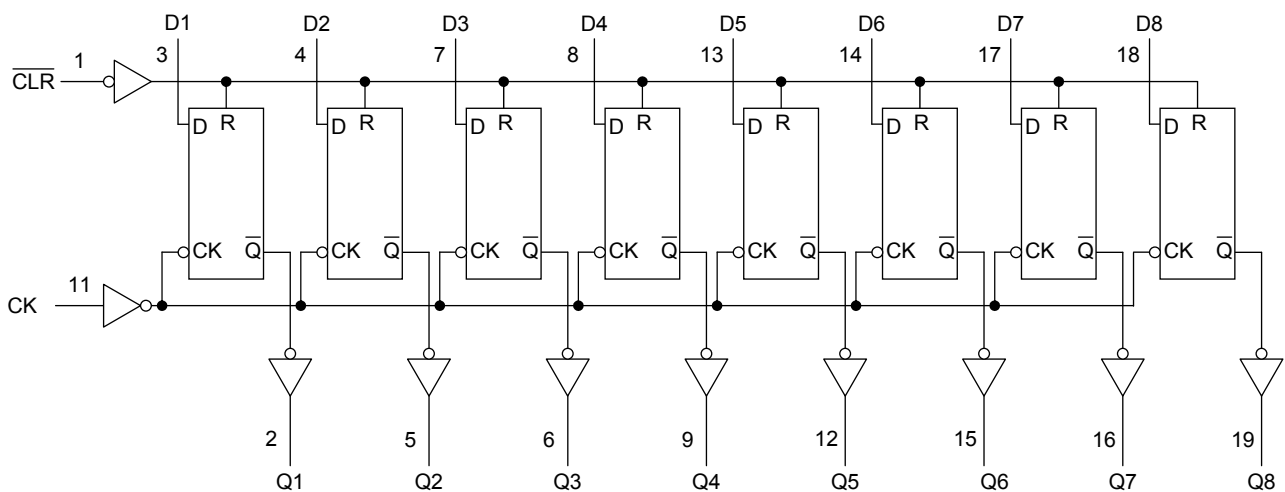 D1 D2 D3 D4 D5 D6 D7 D8
1 3 4 7 8 13 14 17 18
C̅L̅R̅
D R D R D R D R D R D R D R D R
CK Q̅ CK Q̅ CK Q̅ CK Q̅ CK Q̅ CK Q̅ CK Q̅ CK Q̅
11
CK
2 5 6 9 12 15 16 19
Q1 Q2 Q3 Q4 Q5 Q6 Q7 Q8